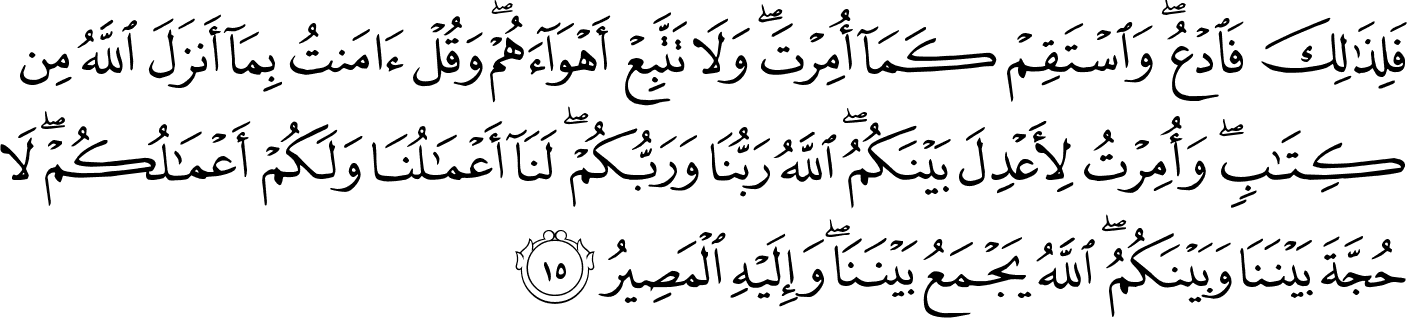 فَلِذَٰلِكَ فَٱدْعُ ۖ وَٱسْتَقِمْ كَمَآ أُمِرْتَ ۖ وَلَا تَتَّبِعْ أَهْوَآءَهُمْ ۖ وَقُلْ ءَامَنتُ بِمَآ أَنزَلَ ٱللَّهُ مِن
كِتَٰبٍ ۖ وَأُمِرْتُ لِأَعْدِلَ بَيْنَكُمُ ۖ ٱللَّهُ رَبُّنَا وَرَبُّكُمْ ۖ لَنَآ أَعْمَٰلُنَا وَلَكُمْ أَعْمَٰلُكُمْ ۖ لَا
حُجَّةَ بَيْنَنَا وَبَيْنَكُمُ ۖ ٱللَّهُ يَجْمَعُ بَيْنَنَا ۖ وَإِلَيْهِ ٱلْمَصِيرُ ١٥